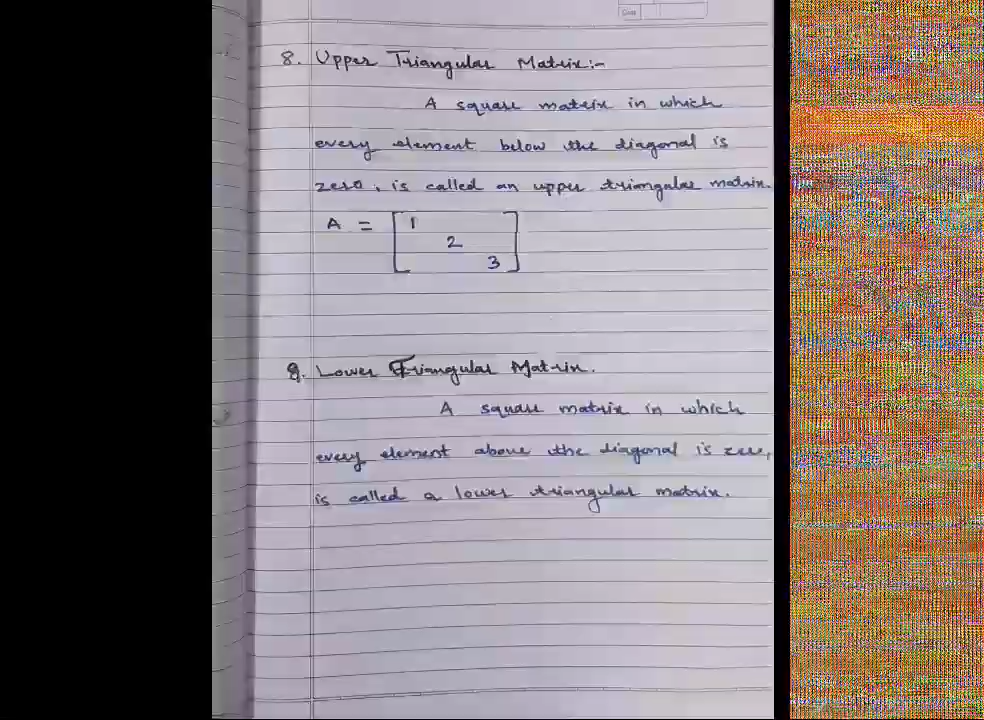 8. Upper Triangular Matrix:-
A square matrix in which
every element below the diagonal is
zero, is called an upper triangular matrix.
A = [ 1
2
3 ]
9. Lower Triangular Matrix.
A square matrix in which
every element above the diagonal is zero,
is called a lower triangular matrix.